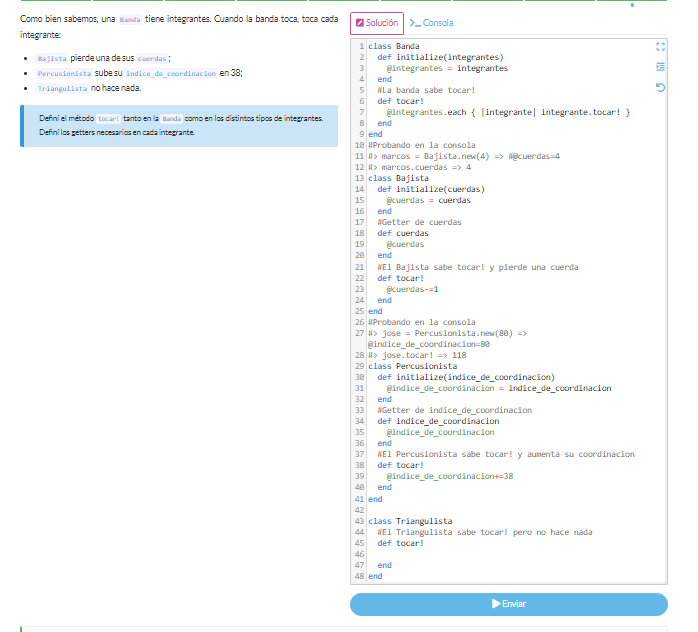 Como bien sabemos, una Banda tiene integrantes. Cuando la banda toca, toca cada
integrante:
Bajista pierde una de sus cuerdas ;
Percusionista sube su indice_de_coordinacion en 38;
Triangulista no hace nada.
Definí el método tocar! tanto en la Banda como en los distintos tipos de integrantes.
Definí los getters necesarios en cada integrante.
Solución >_ Consola
1 class Banda
2 def initialize(integrantes)
3 @integrantes = integrantes
4 end
5 #La banda sabe tocar!
6 def tocar!
7 @integrantes.each { |integrante| integrante.tocar! }
8 end
9 end
10 #Probando en la consola
11 #> marcos = Bajista.new(4) => #@cuerdas=4
12 #> marcos.cuerdas => 4
13 class Bajista
14 def initialize(cuerdas)
15 @cuerdas = cuerdas
16 end
17 #Getter de cuerdas
18 def cuerdas
19 @cuerdas
20 end
21 #El Bajista sabe tocar! y pierde una cuerda
22 def tocar!
23 @cuerdas-=1
24 end
25 end
26 #Probando en la consola
27 #> jose = Percusionista.new(80) =>
@indice_de_coordinacion=80
28 #> jose.tocar! => 118
29 class Percusionista
30 def initialize(indice_de_coordinacion)
31 @indice_de_coordinacion = indice_de_coordinacion
32 end
33 #Getter de indice_de_coordinacion
34 def indice_de_coordinacion
35 @indice_de_coordinacion
36 end
37 #El Percusionista sabe tocar! y aumenta su coordinacion
38 def tocar!
39 @indice_de_coordinacion+=38
40 end
41 end
42
43 class Triangulista
44 #El Triangulista sabe tocar! pero no hace nada
45 def tocar!
46
47 end
48 end
Enviar